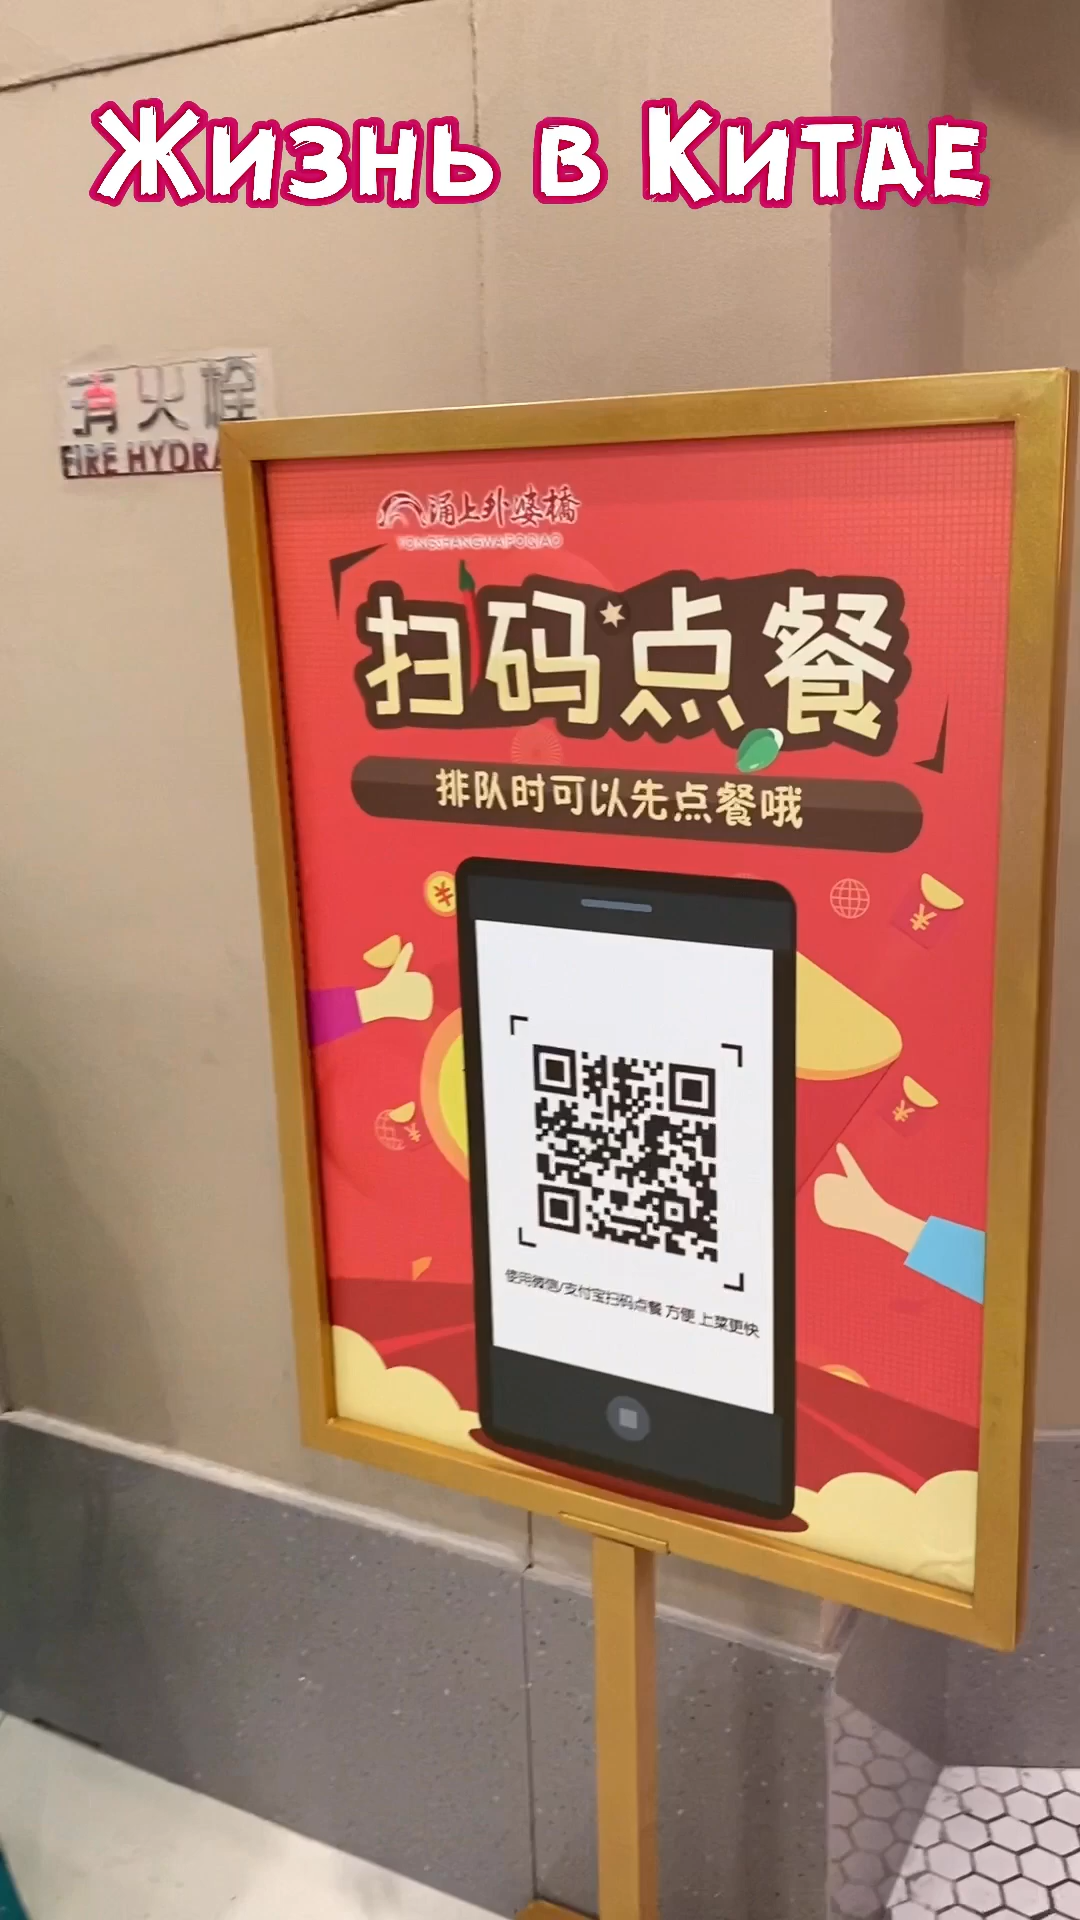 Жизнь в Китае
消火栓
FIRE HYDRA
涌上外婆橋
YONGSHANGWAIPOQIAO
扫码点餐
排队时可以先点餐哦
使用微信/支付宝扫码点餐 方便 上菜更快